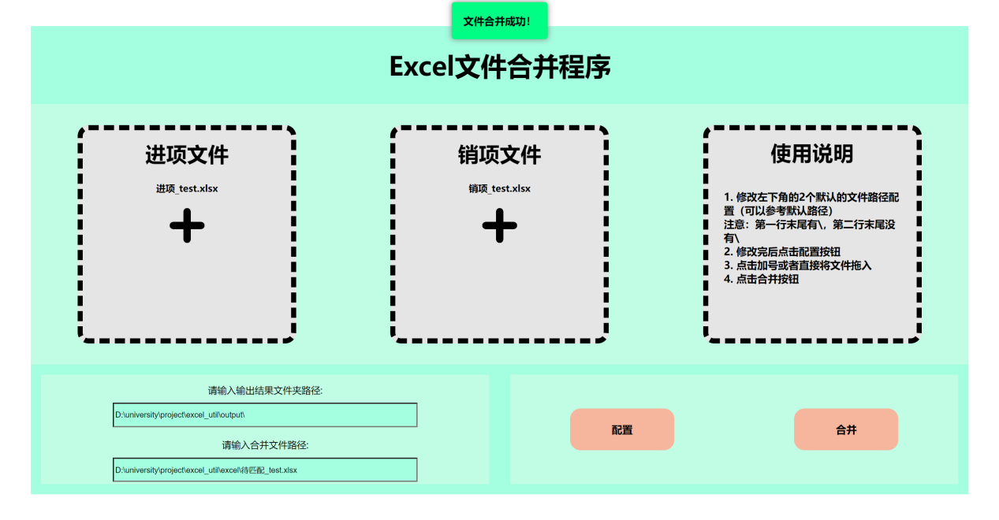 文件合并成功!
Excel文件合并程序
进项文件
进项_test.xlsx
销项文件
销项_test.xlsx
使用说明
1. 修改左下角的2个默认的文件路径配
置（可以参考默认路径）
注意：第一行末尾有\，第二行末尾没
有\
2. 修改完后点击配置按钮
3. 点击加号或者直接将文件拖入
4. 点击合并按钮
请输入输出结果文件夹路径:
D:\university\project\excel_util\output\
请输入合并文件路径:
D:\university\project\excel_util\excel\待匹配_test.xlsx
配置
合并